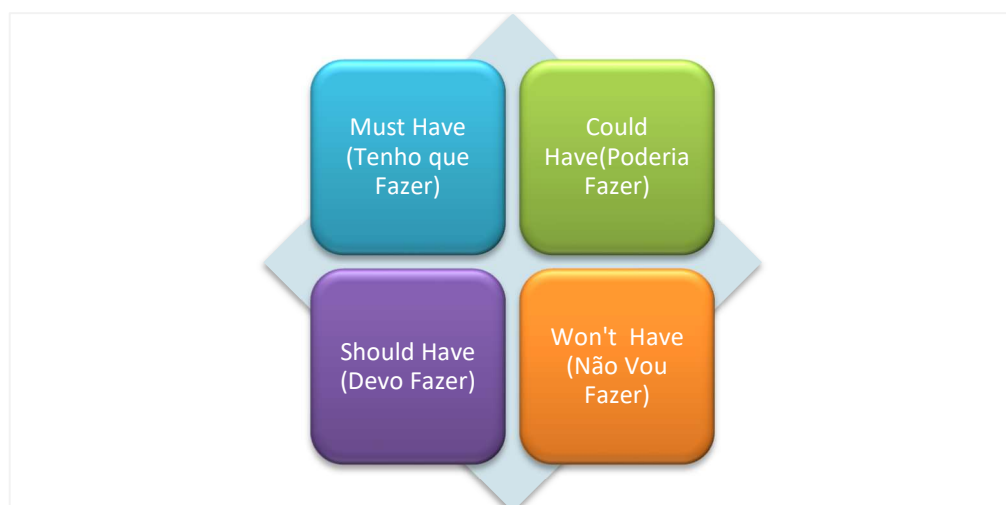 Must Have
(Tenho que
Fazer)
Could
Have(Poderia
Fazer)
Should Have
(Devo Fazer)
Won't  Have
(Não Vou
Fazer)